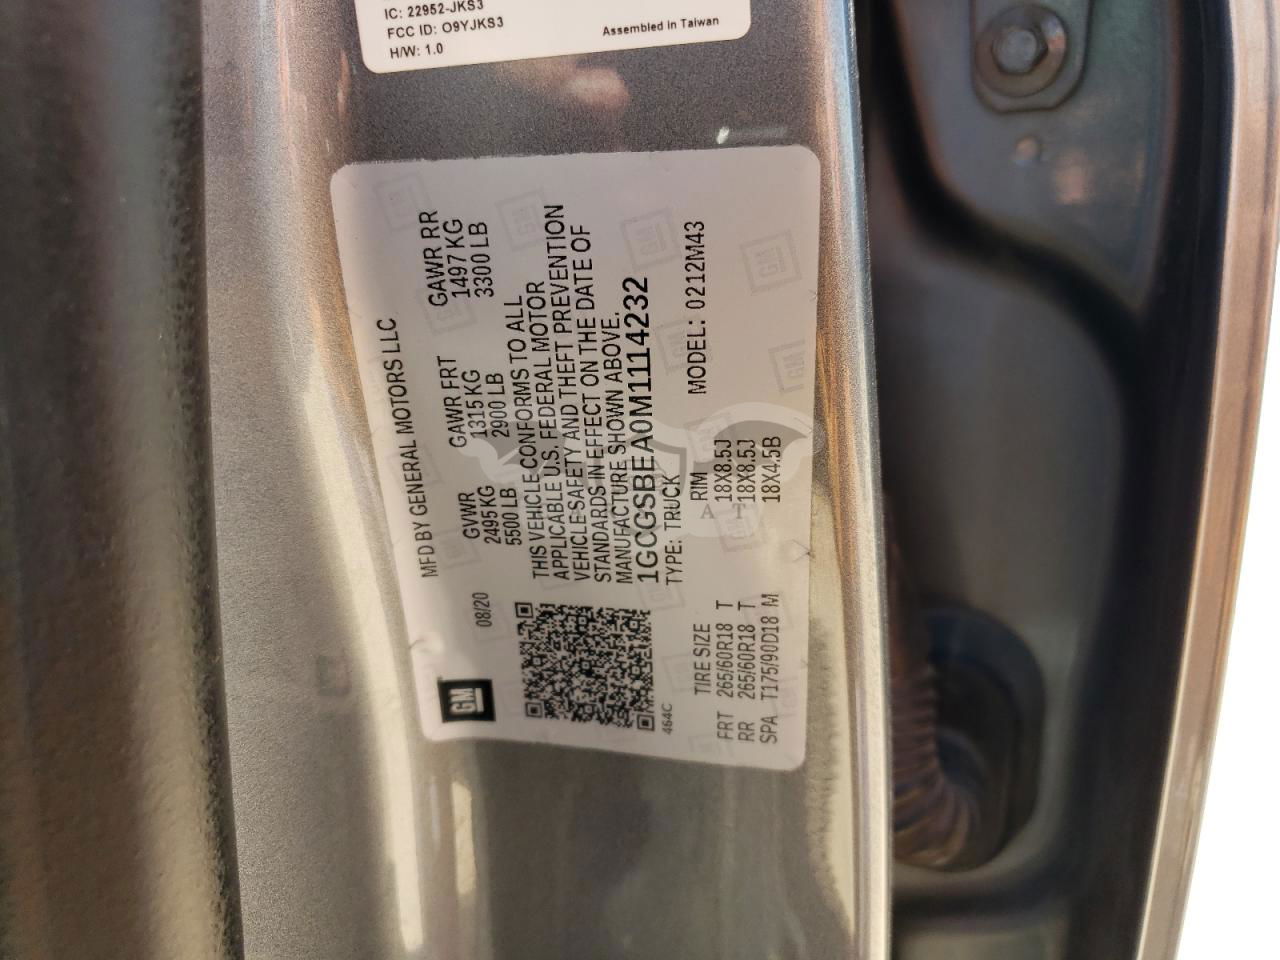 IC: 22952-JKS3
FCC ID: O9YJKS3
H/W: 1.0
Assembled in Taiwan
GM
08/20
MFD BY GENERAL MOTORS LLC
GVWR GAWR FRT GAWR RR
2495 KG 1315 KG 1497 KG
5500 LB 2900 LB 3300 LB
THIS VEHICLE CONFORMS TO ALL
APPLICABLE U.S. FEDERAL MOTOR
VEHICLE SAFETY AND THEFT PREVENTION
STANDARDS IN EFFECT ON THE DATE OF
MANUFACTURE SHOWN ABOVE.
1GCGSBEA0M1114232
464C
TYPE: TRUCK MODEL: 0212M43
TIRE SIZE RIM
FRT 265/60R18 T 18X8.5J
RR 265/60R18 T 18X8.5J
SPA T175/90D18 M 18X4.5B